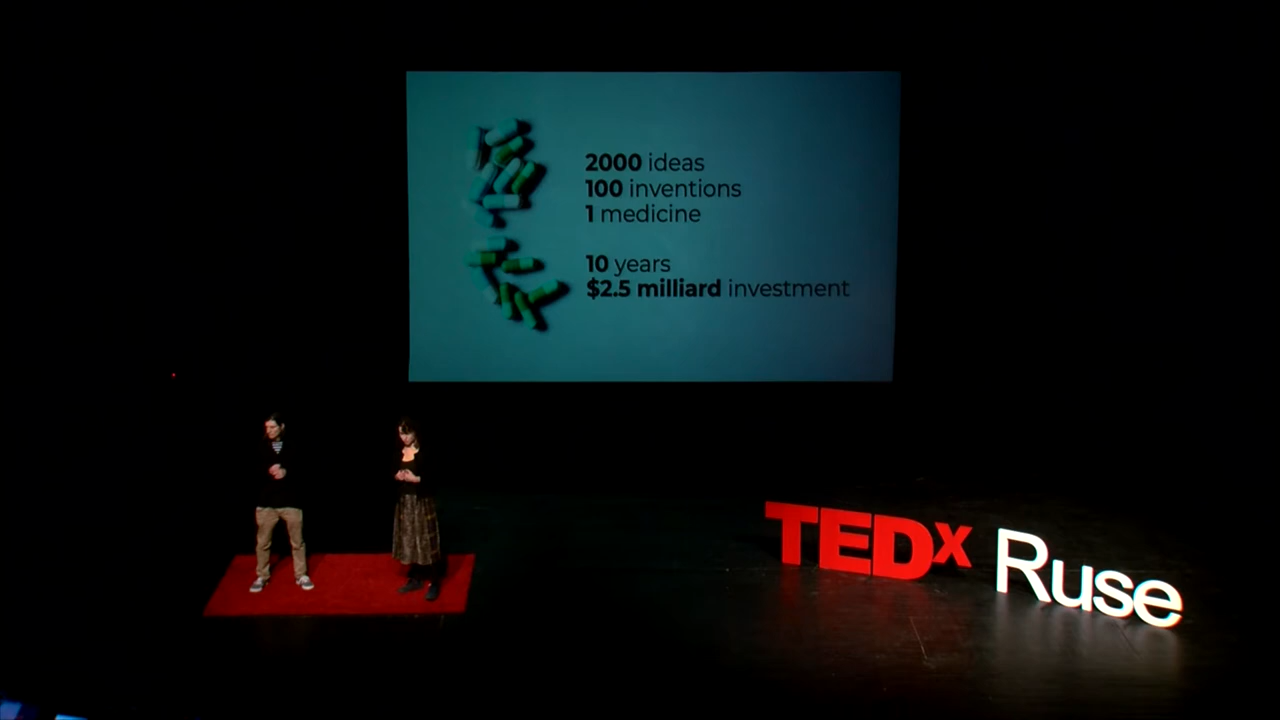 2000 ideas
100 inventions
1 medicine
10 years
$2.5 milliard investment
TEDx Ruse